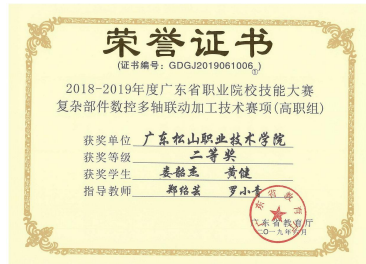 荣誉证书
(证书编号：GDGJ2019061006①)
2018-2019年度广东省职业院校技能大赛
复杂部件数控多轴联动加工技术赛项(高职组)
获奖单位 广东松山职业技术学院
获奖等级 二等奖
获奖学生 娄韶杰 黄健
指导教师 郑绍芸 罗小青
广东省教育厅
二〇一九年 月